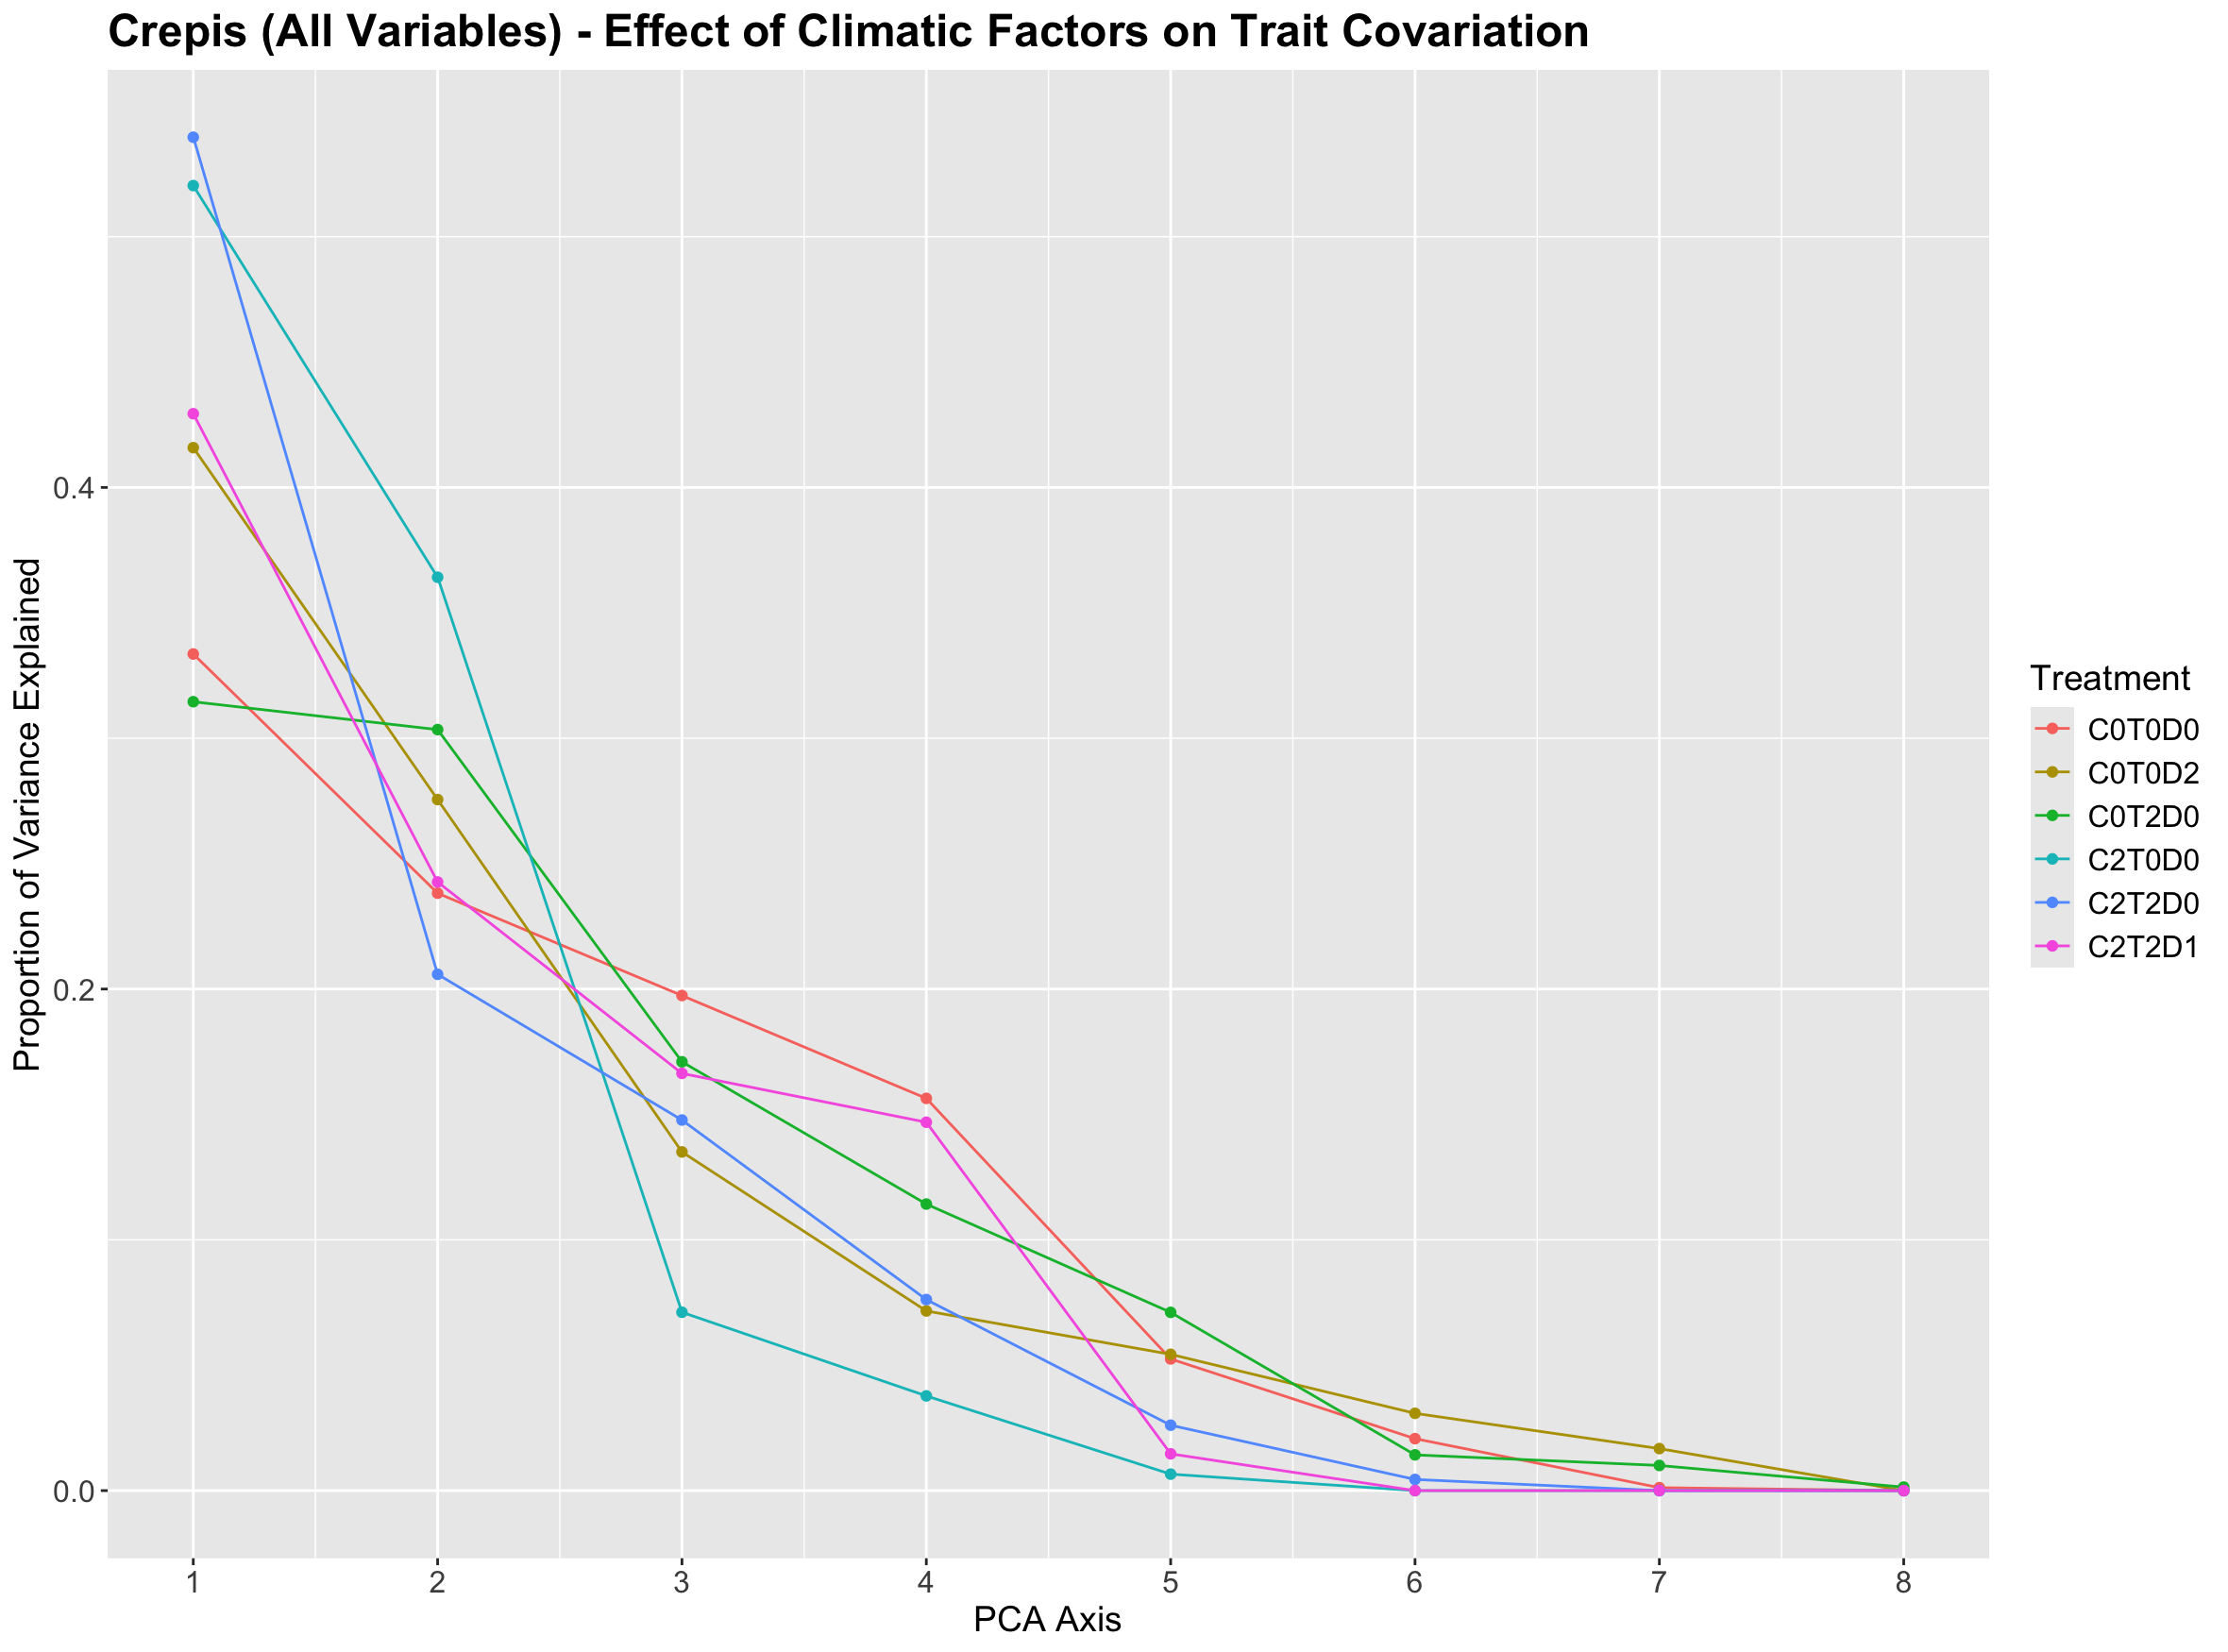 Crepis (All Variables) - Effect of Climatic Factors on Trait Covariation
Proportion of Variance Explained
0.4
0.2
0.0
1 2 3 4 5 6 7 8
PCA Axis
Treatment
C0T0D0
C0T0D2
C0T2D0
C2T0D0
C2T2D0
C2T2D1